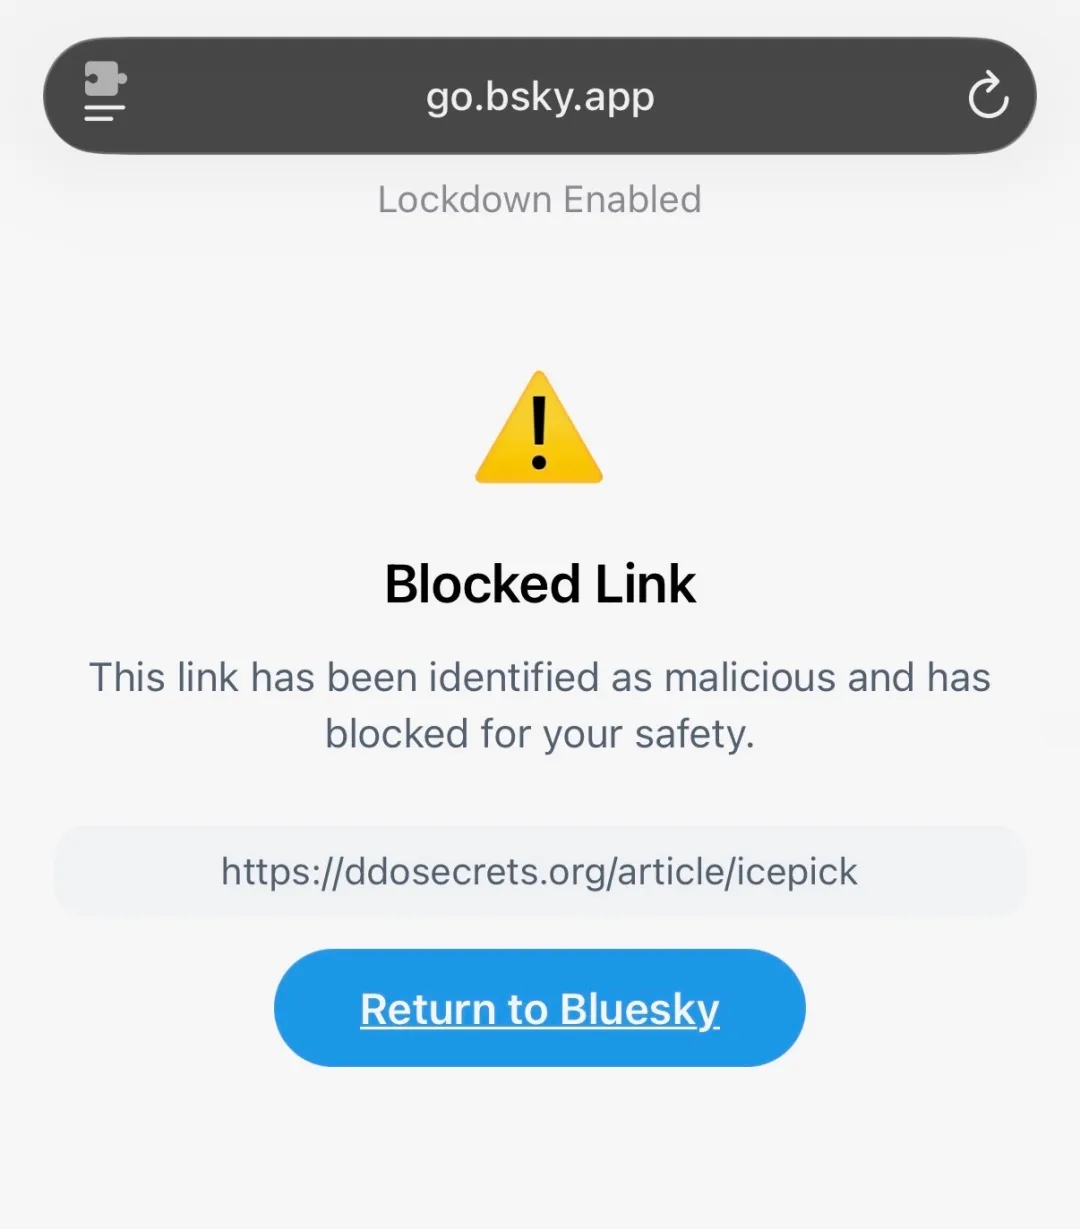 go.bsky.app
Lockdown Enabled
Blocked Link
This link has been identified as malicious and has
blocked for your safety.
https://ddosecrets.org/article/icepick
Return to Bluesky